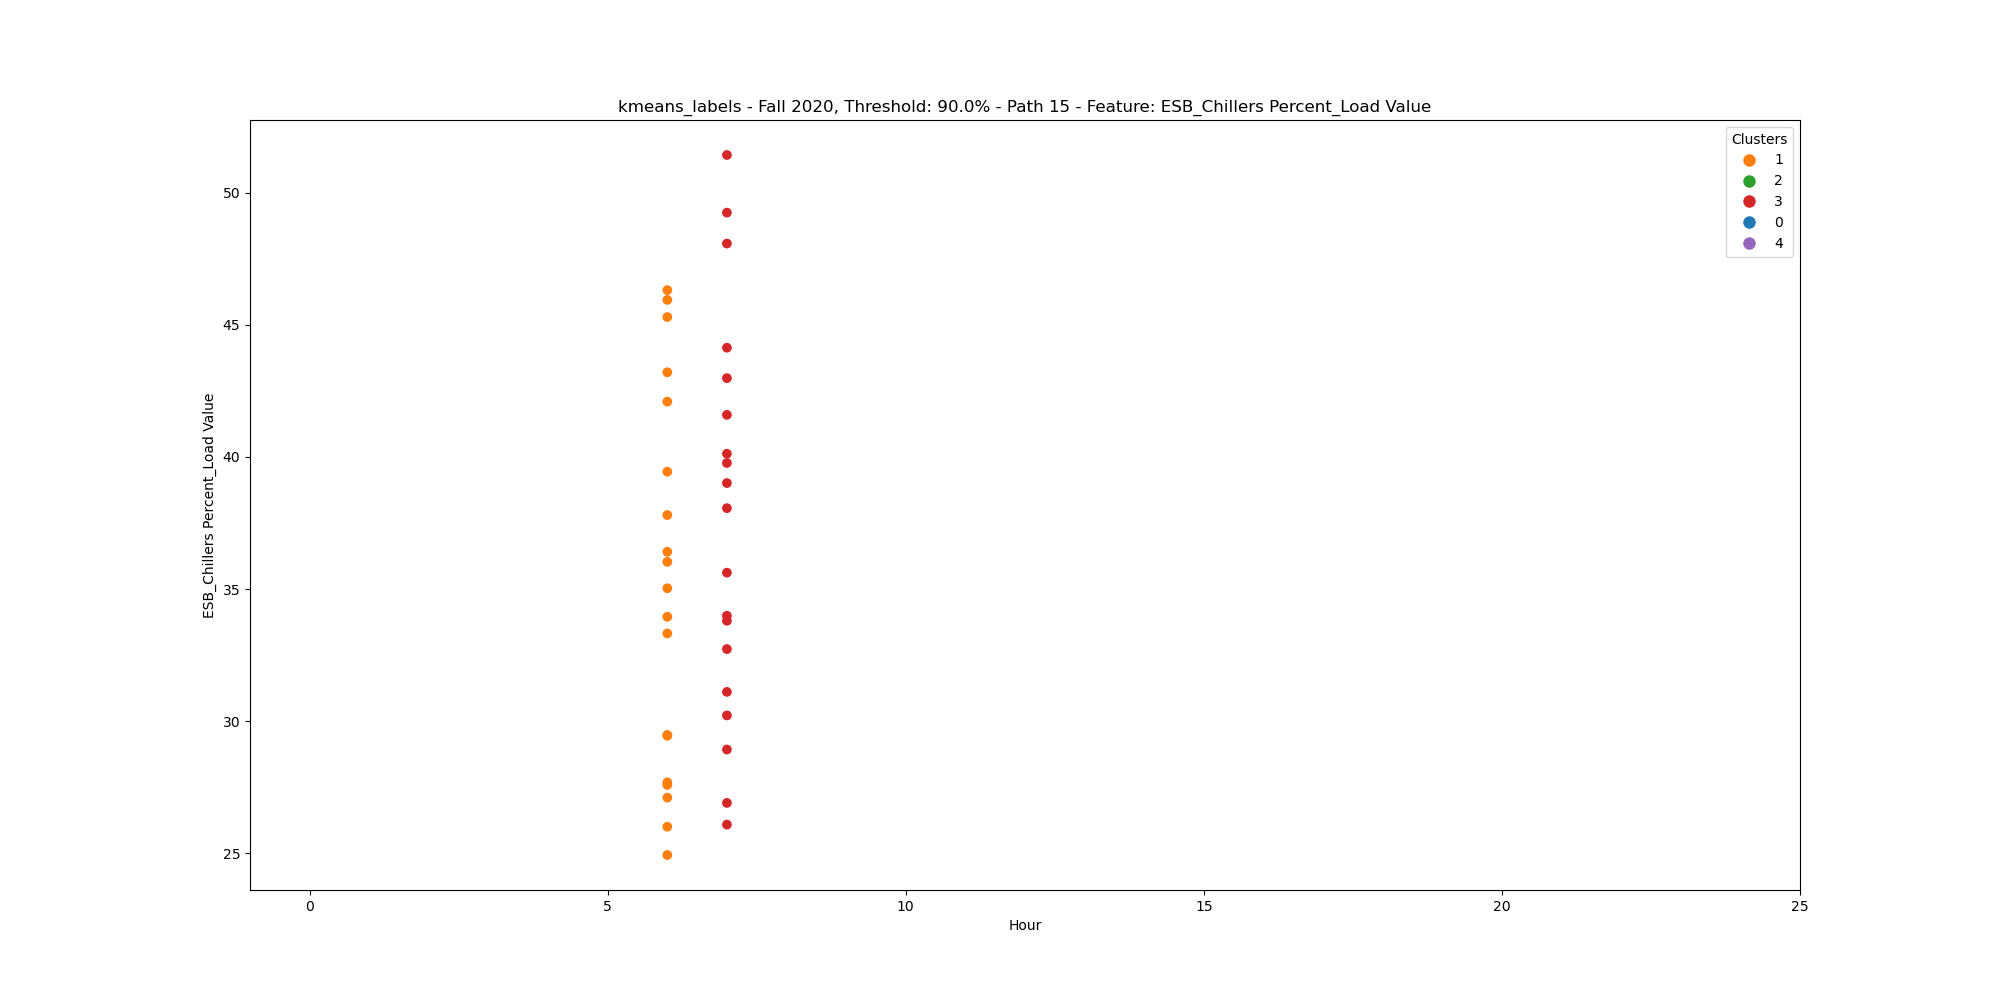 kmeans_labels - Fall 2020, Threshold: 90.0% - Path 15 - Feature: ESB_Chillers Percent_Load Value
Clusters
1
2
3
0
4
ESB_Chillers Percent_Load Value
50
45
40
35
30
25
0 5 10 15 20 25
Hour